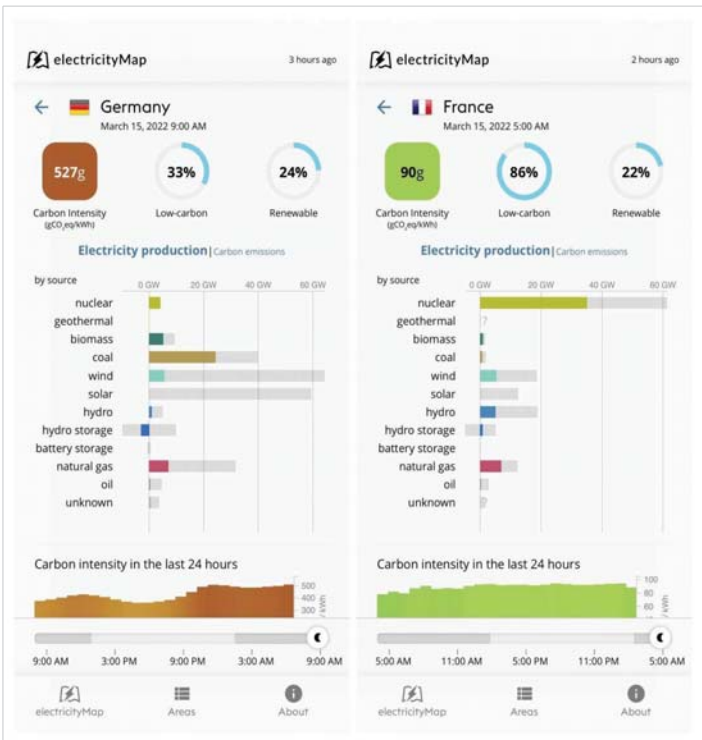 electricityMap
3 hours ago
Germany
March 15, 2022 9:00 AM
527g
33%
24%
Carbon Intensity
(gCO₂eq/kWh)
Low-carbon
Renewable
Electricity production | Carbon emissions
by source
0 GW 20 GW 40 GW 60 GW
nuclear
geothermal
biomass
coal
wind
solar
hydro
hydro storage
battery storage
natural gas
oil
unknown
Carbon intensity in the last 24 hours
500
400
300
/ kWh
9:00 AM 3:00 PM 9:00 PM 3:00 AM 9:00 AM
electricityMap Areas About
electricityMap
2 hours ago
France
March 15, 2022 5:00 AM
90g
86%
22%
Carbon Intensity
(gCO₂eq/kWh)
Low-carbon
Renewable
Electricity production | Carbon emissions
by source
0 GW 20 GW 40 GW 60 GW
nuclear
geothermal ?
biomass
coal
wind
solar
hydro
hydro storage
battery storage
natural gas
oil
unknown ?
Carbon intensity in the last 24 hours
100
80
60
/ kWh
5:00 AM 11:00 AM 5:00 PM 11:00 PM 5:00 AM
electricityMap Areas About